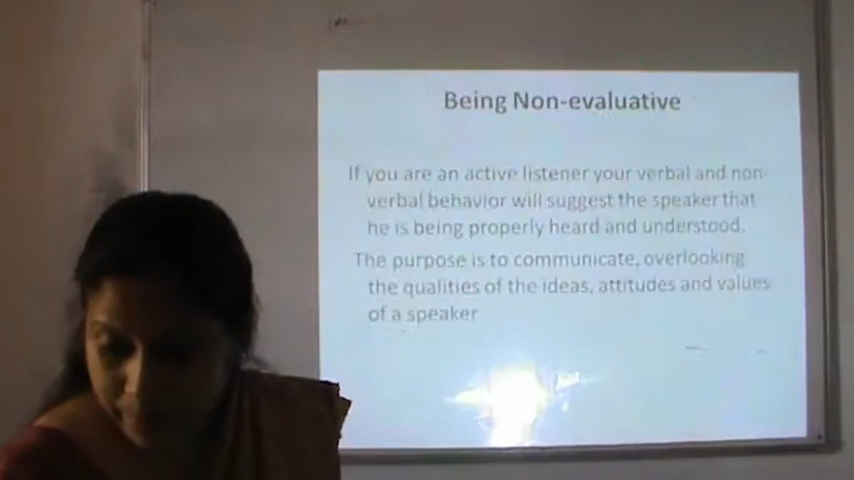 Being Non-evaluative
If you are an active listener your verbal and non-
verbal behavior will suggest the speaker that
he is being properly heard and understood.
The purpose is to communicate, overlooking
the qualities of the ideas, attitudes and values
of a speaker